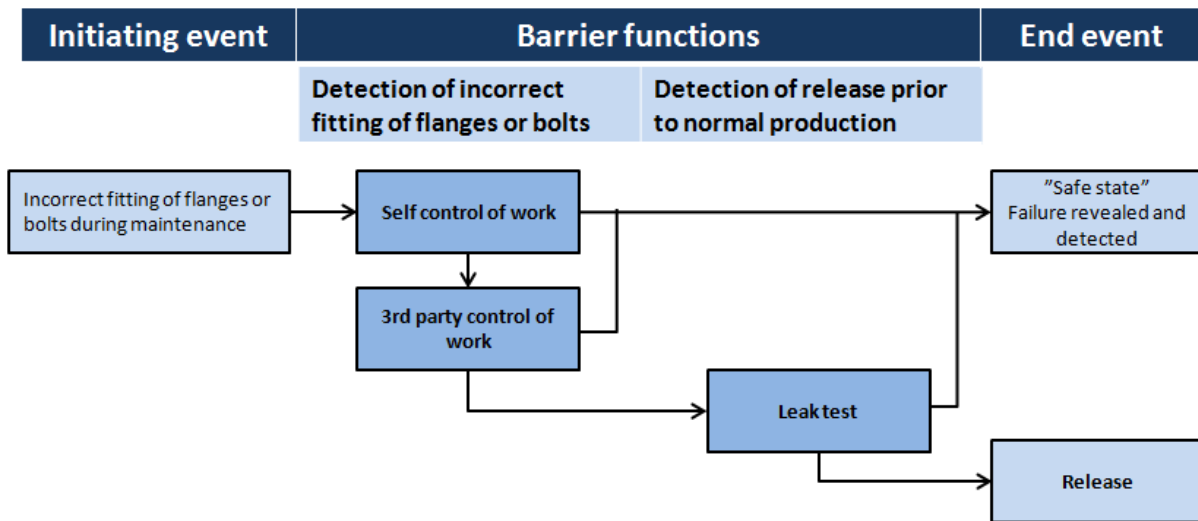 Initiating event
Barrier functions
End event
Detection of incorrect
fitting of flanges or bolts
Detection of release prior
to normal production
Incorrect fitting of flanges or
bolts during maintenance
Self control of work
”Safe state”
Failure revealed and
detected
3rd party control of
work
Leak test
Release